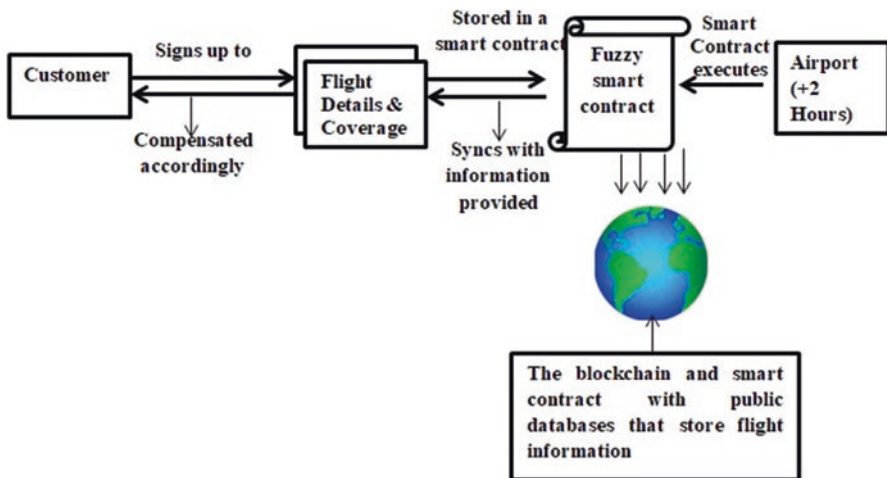 Customer
Signs up to
Compensated
accordingly
Flight
Details &
Coverage
Stored in a
smart contract
Syncs with
information
provided
Fuzzy
smart
contract
Smart
Contract
executes
Airport
(+2
Hours)
The blockchain and smart
contract with public
databases that store flight
information